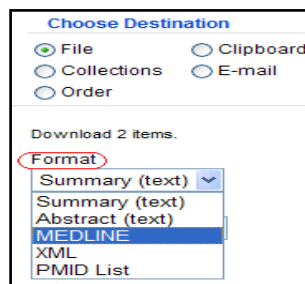 Choose Destination
File Clipboard
Collections E-mail
Order
Download 2 items.
Format
Summary (text)
Summary (text)
Abstract (text)
MEDLINE
XML
PMID List